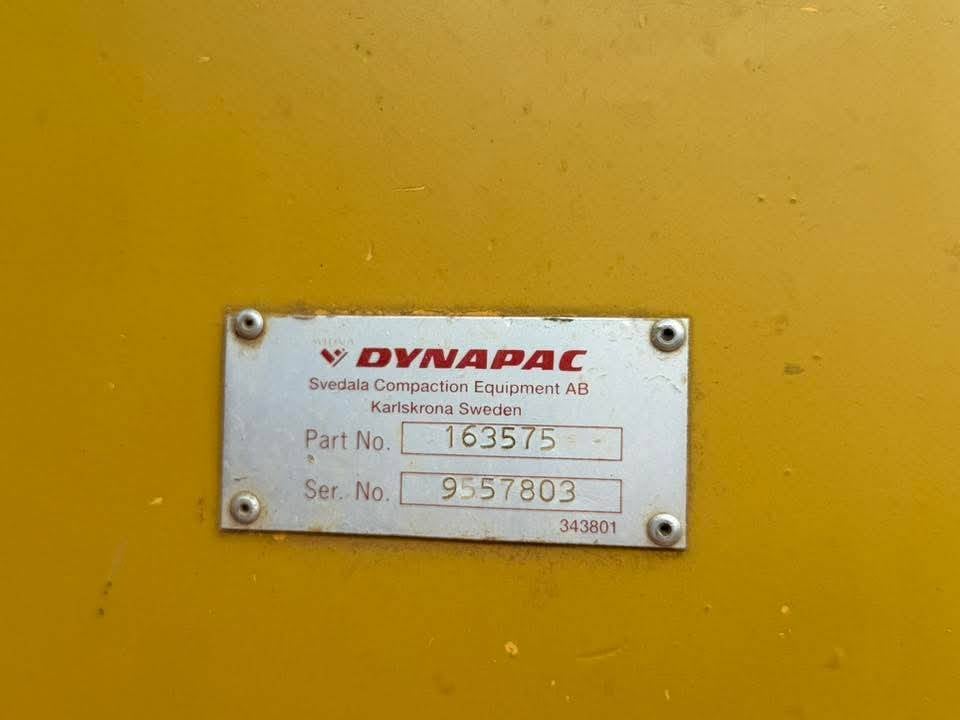 DYNAPAC
Svedala Compaction Equipment AB
Karlskrona Sweden
Part No. 163575
Ser. No. 9557803
343801